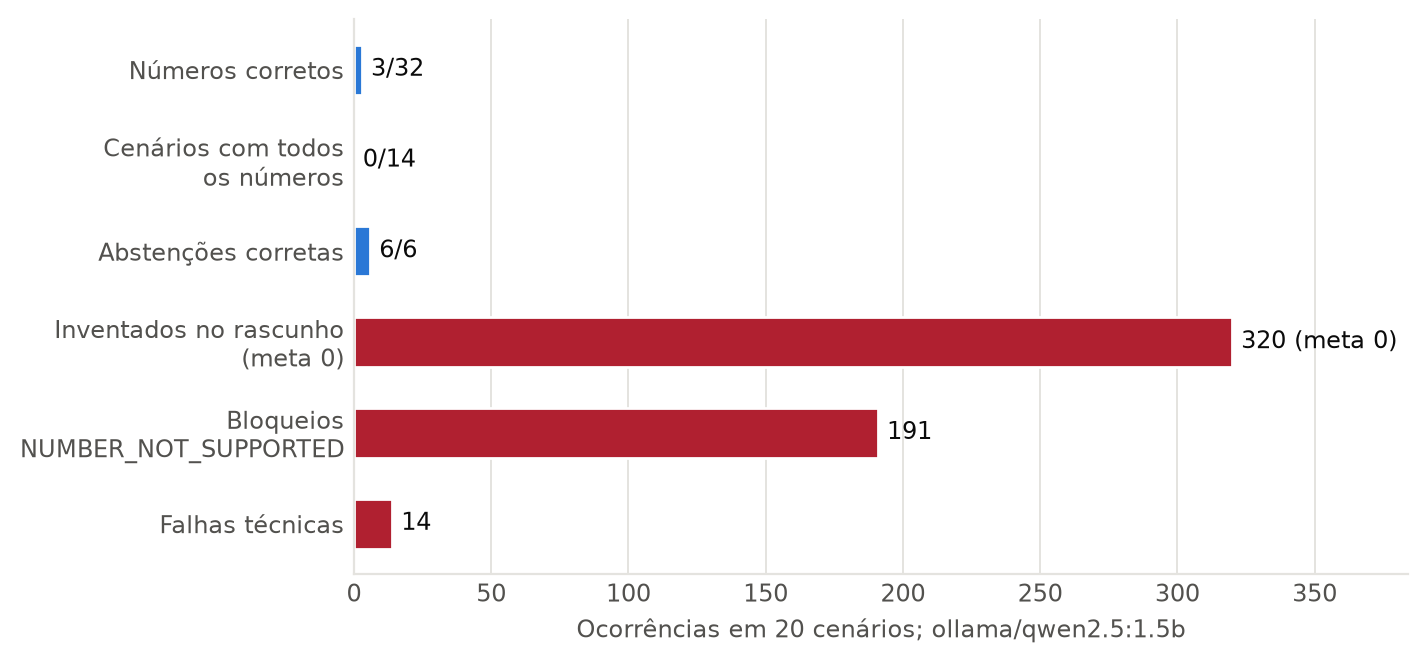 Números corretos
3/32
Cenários com todos
os números
0/14
Abstenções corretas
6/6
Inventados no rascunho
(meta 0)
320 (meta 0)
Bloqueios
NUMBER_NOT_SUPPORTED
191
Falhas técnicas
14
0 50 100 150 200 250 300 350
Ocorrências em 20 cenários; ollama/qwen2.5:1.5b